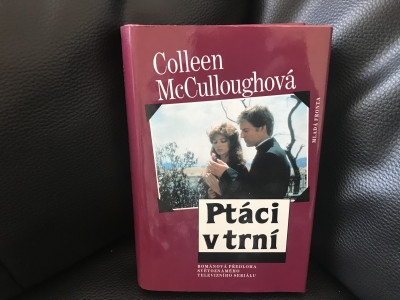 Colleen
McCulloughová
MLADÁ FRONTA
Ptáci
v trní
ROMÁNOVÁ PŘEDLOHA
SVĚTOZNÁMÉHO
TELEVIZNÍHO SERIÁLU